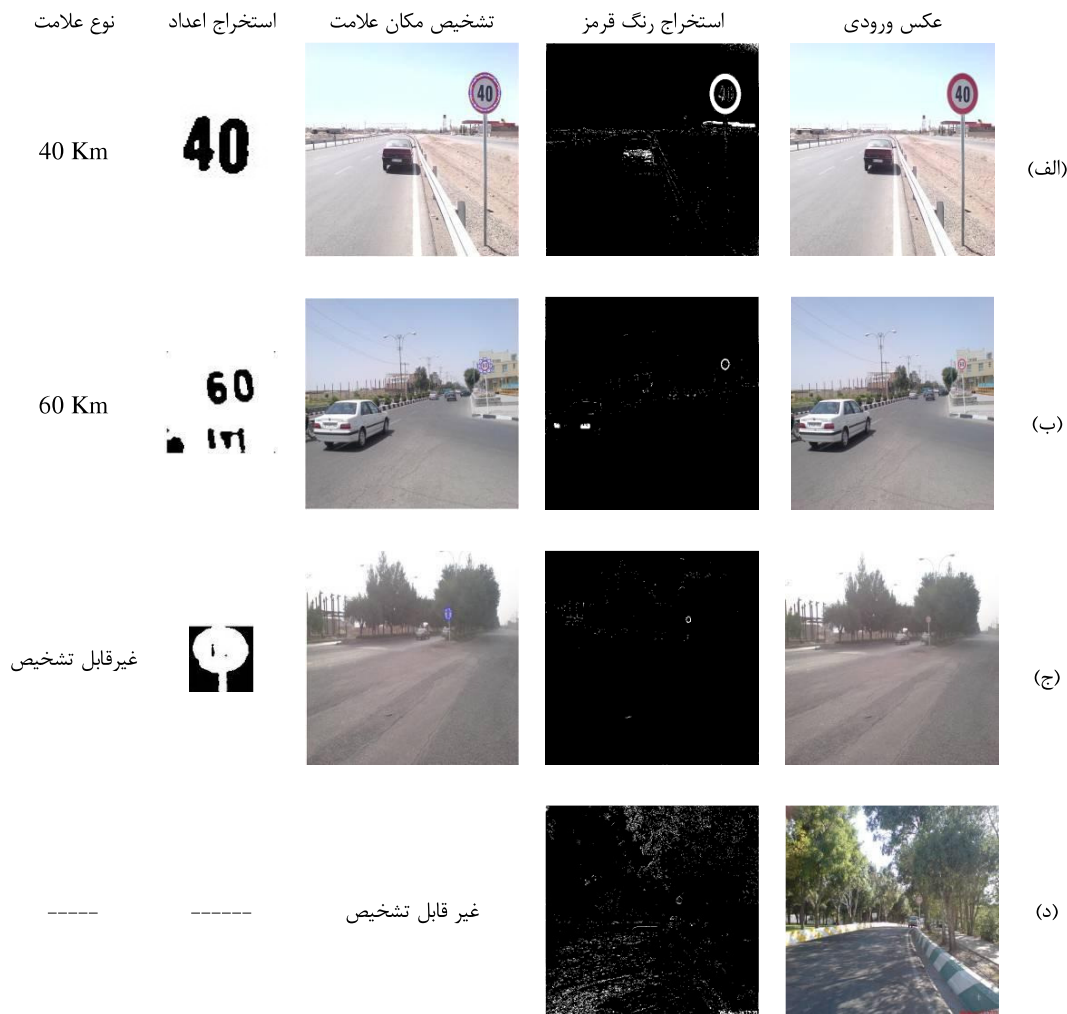 عکس ورودی	استخراج رنگ قرمز	تشخیص مکان علامت	استخراج اعداد	نوع علامت
(الف)	40	40	40	40	40 Km
(ب)	60	60 Km
(ج)	غیرقابل تشخیص
(د)	غیر قابل تشخیص	------	-----